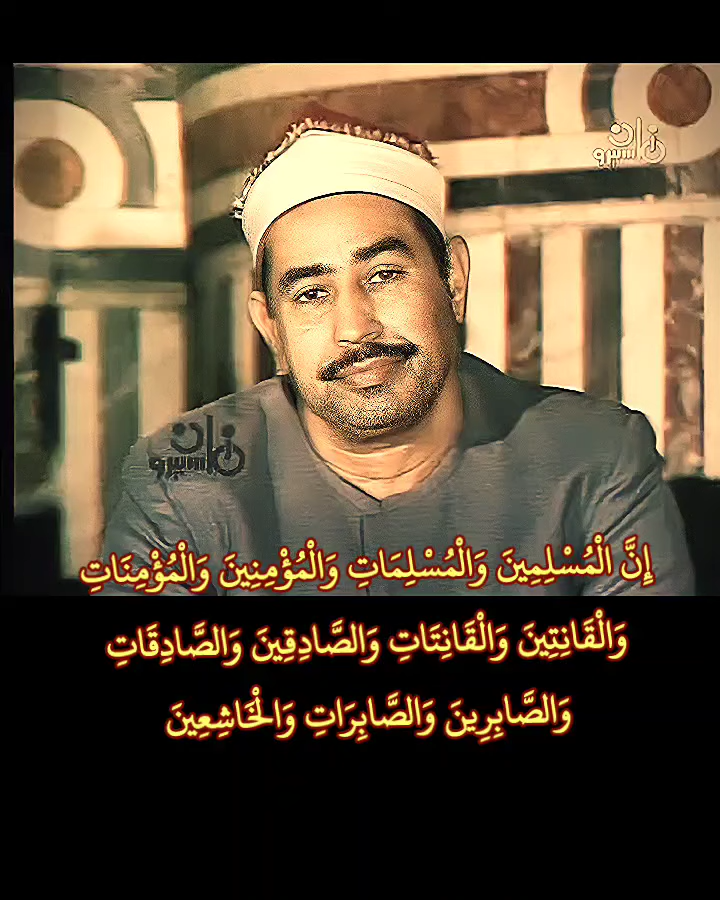 إِنَّ الْمُسْلِمِينَ وَالْمُسْلِمَاتِ وَالْمُؤْمِنِينَ وَالْمُؤْمِنَاتِ
وَالْقَانِتِينَ وَالْقَانِتَاتِ وَالصَّادِقِينَ وَالصَّادِقَاتِ
وَالصَّابِرِينَ وَالصَّابِرَاتِ وَالْخَاشِعِينَ